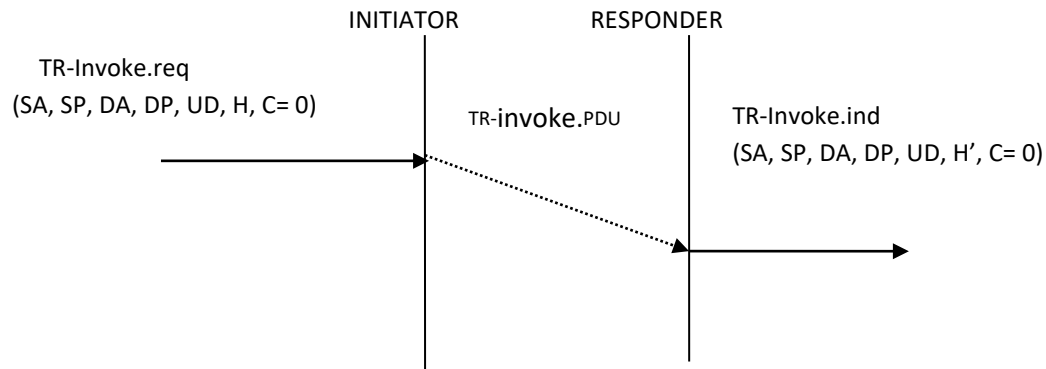 INITIATOR
RESPONDER
TR-Invoke.req
(SA, SP, DA, DP, UD, H, C= 0)
TR-invoke.PDU
TR-Invoke.ind
(SA, SP, DA, DP, UD, H’, C= 0)